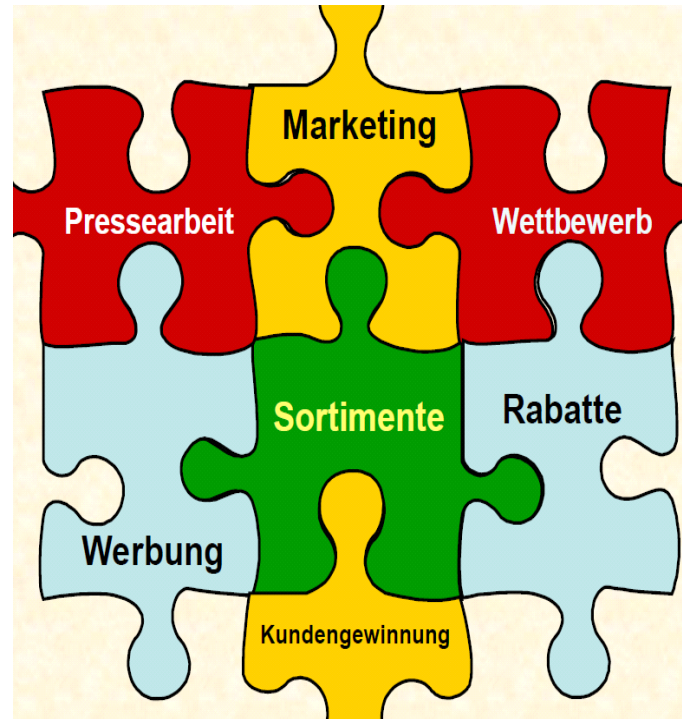 Marketing
Pressearbeit
Wettbewerb
Sortimente
Rabatte
Werbung
Kundengewinnung